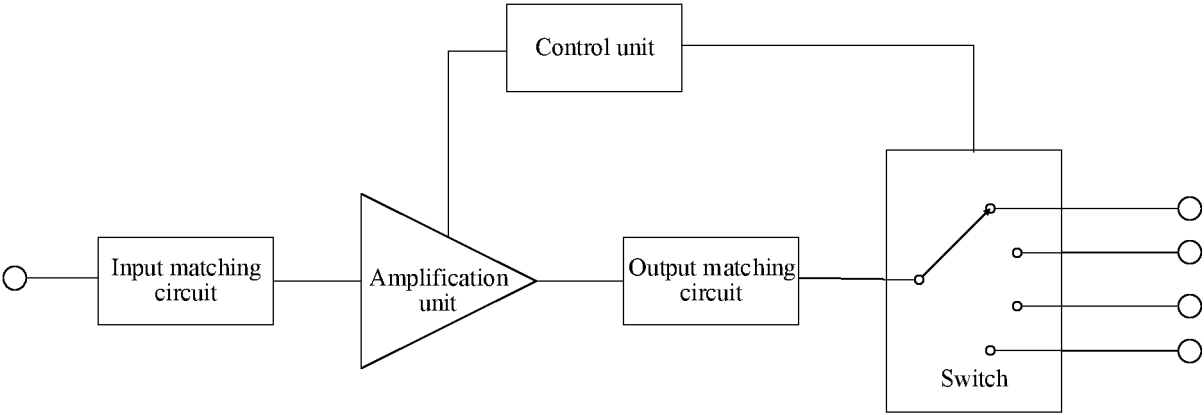 Control unit
Input matching
circuit
Amplification
unit
Output matching
circuit
Switch